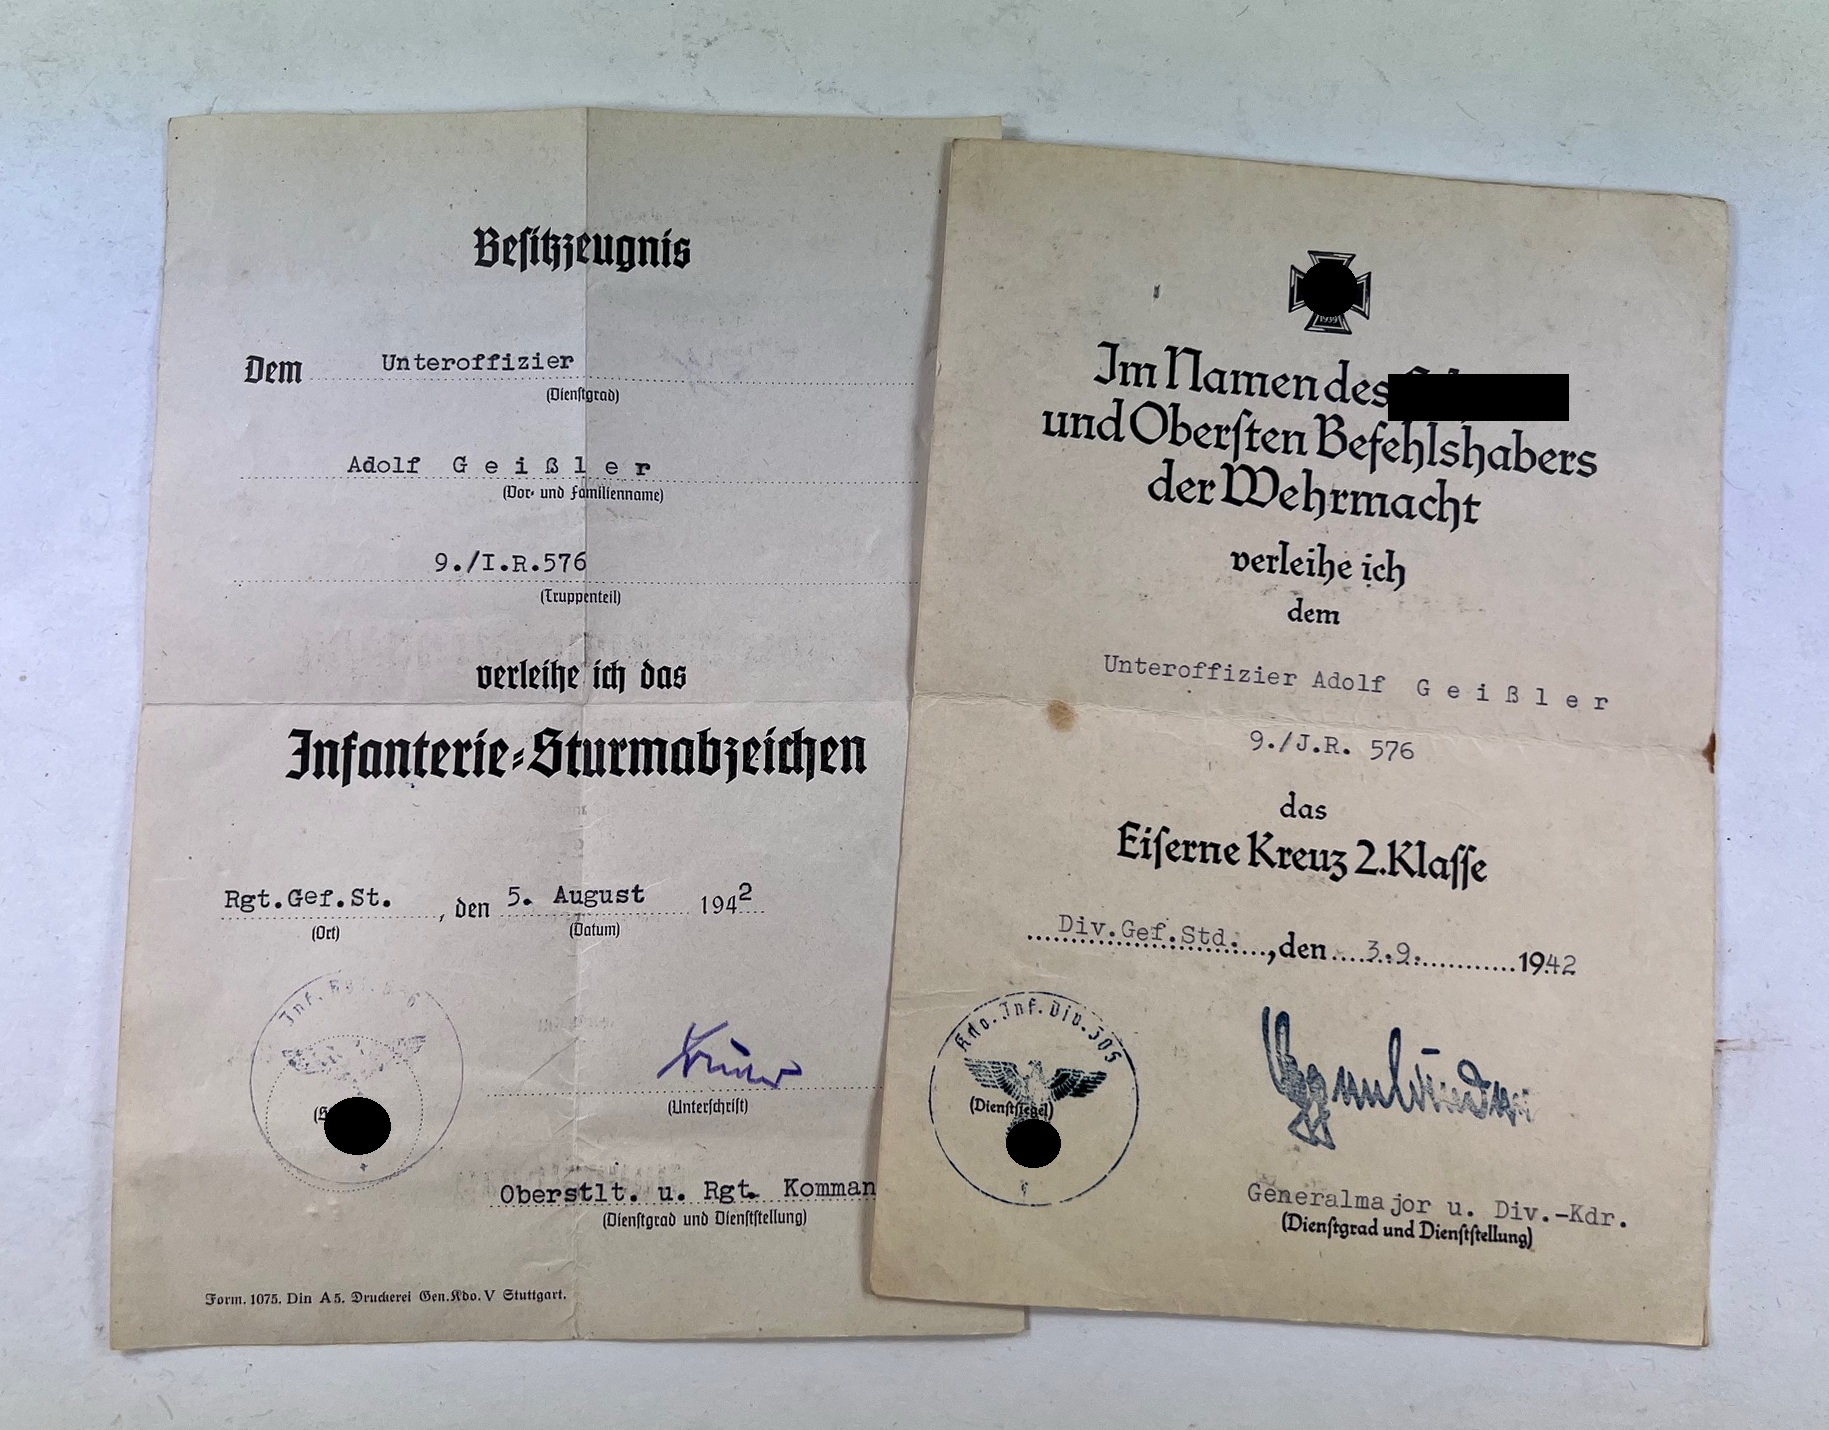 Besitzzeugnis
Dem Unteroffizier
(Dienstgrad)
Adolf Geißler
(Vor- und Familienname)
9./I.R.576
(Truppenteil)
verleihe ich das
Infanterie-Sturmabzeichen
Rgt.Gef.St. , den 5. August 1942
(Ort) (Datum)
Inf. Rgt.
(Unterschrift)
Oberstlt. u. Rgt. Komman
(Dienstgrad und Dienststellung)
Form. 1075. Din A5. Druckerei Gen.Kdo. V Stuttgart.
1939
Im Namen des
und Obersten Befehlshabers
der Wehrmacht
verleihe ich
dem
Unteroffizier Adolf Geißler
9./J.R. 576
das
Eiserne Kreuz 2.Klasse
Div.Gef.Std. , den 3.9. 1942
Kdo. Inf. Div. 305
(Dienstsiegel)
Generalmajor u. Div.-Kdr.
(Dienstgrad und Dienststellung)